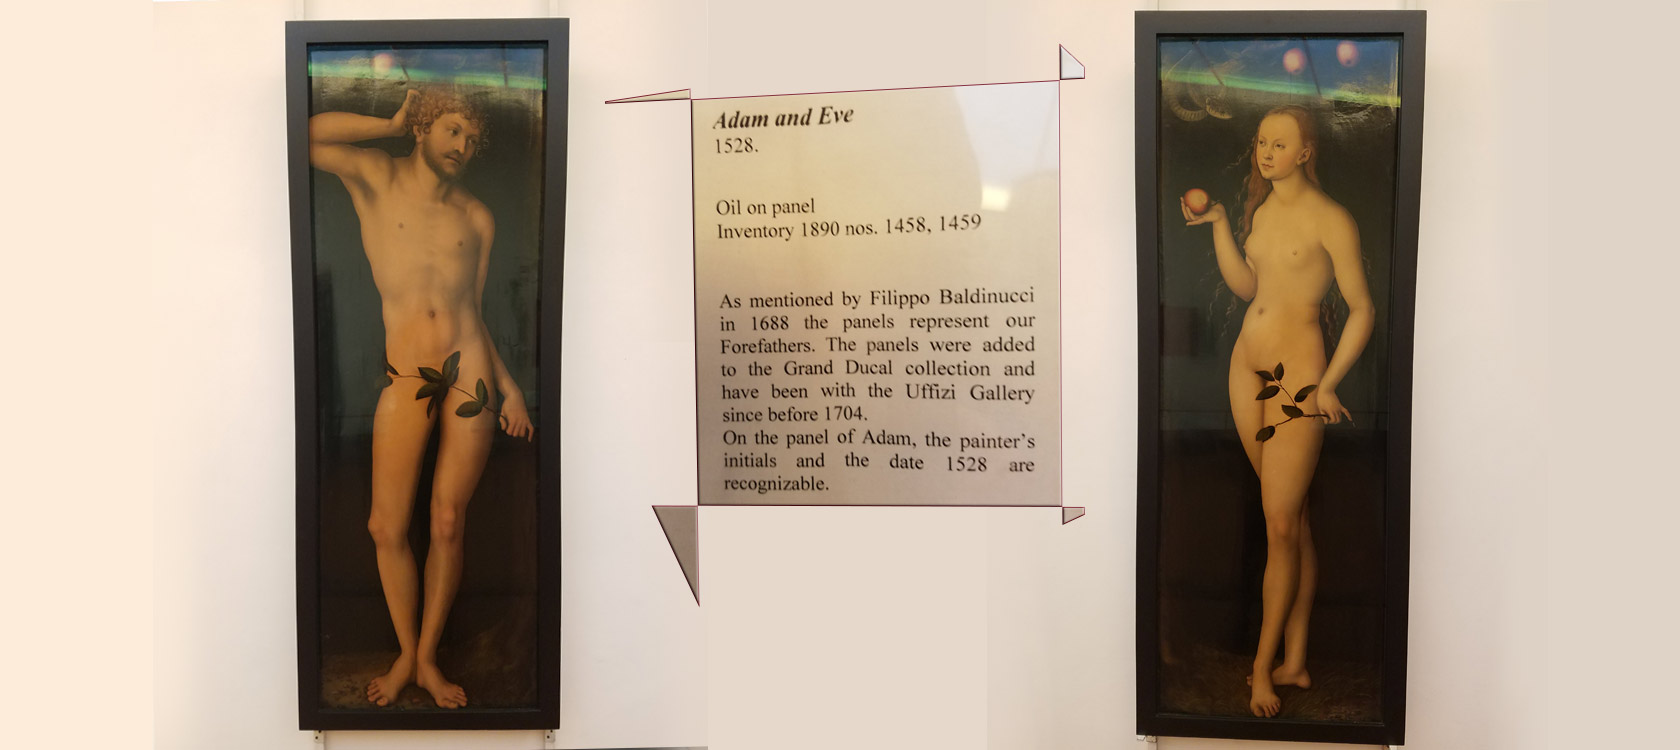 Adam and Eve
1528.
Oil on panel
Inventory 1890 nos. 1458, 1459
As mentioned by Filippo Baldinucci
in 1688 the panels represent our
Forefathers. The panels were added
to the Grand Ducal collection and
have been with the Uffizi Gallery
since before 1704.
On the panel of Adam, the painter's
initials and the date 1528 are
recognizable.